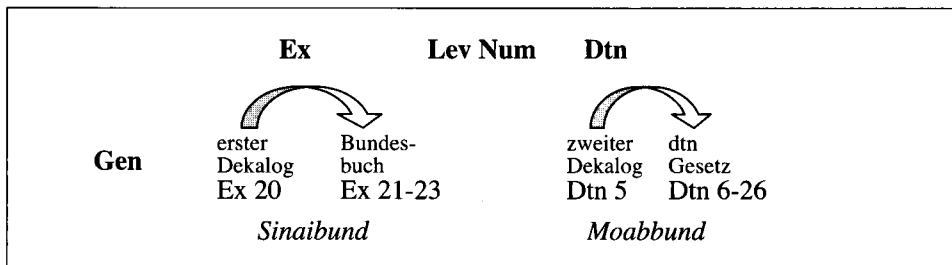 Ex Lev Num Dtn
erster Bundes- zweiter dtn
Gen Dekalog buch Dekalog Gesetz
Ex 20 Ex 21-23 Dtn 5 Dtn 6-26
Sinaibund Moabbund